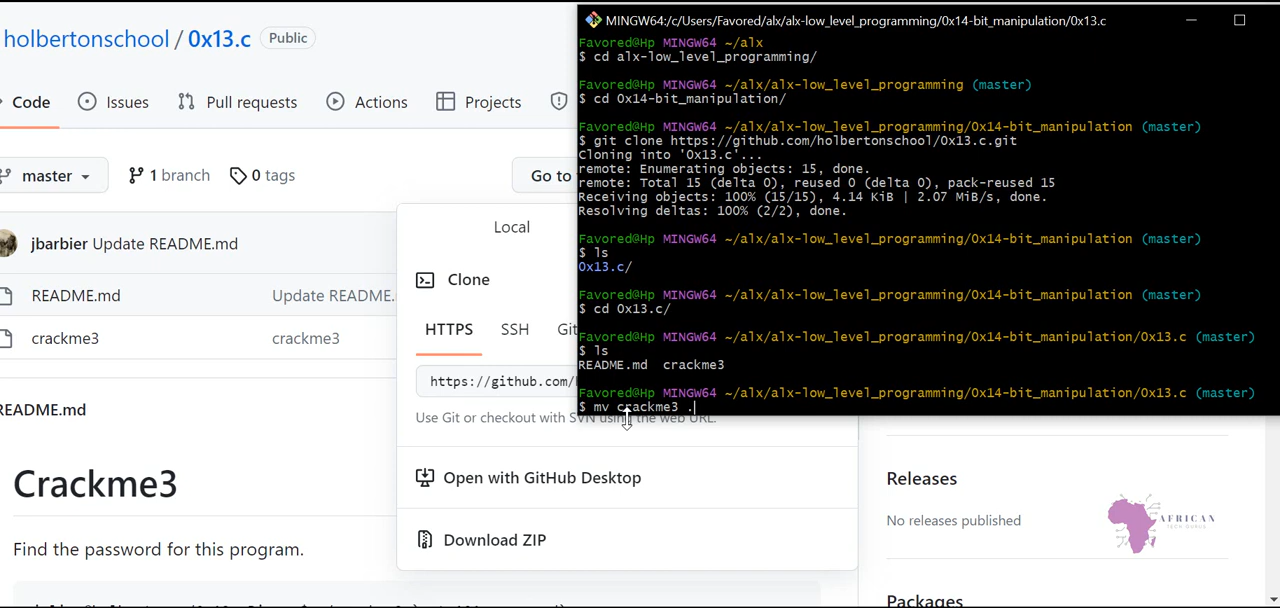 holbertonschool / 0x13.c Public
Code Issues Pull requests Actions Projects
master 1 branch 0 tags Go to
jbarbier Update README.md
README.md Update README.
crackme3 crackme3
README.md
Crackme3
Find the password for this program.
Local
Clone
HTTPS SSH Git
https://github.com/
Use Git or checkout with SVN using the web URL.
Open with GitHub Desktop
Download ZIP
MINGW64:/c/Users/Favored/alx/alx-low_level_programming/0x14-bit_manipulation/0x13.c
Favored@Hp MINGW64 ~/alx
$ cd alx-low_level_programming/
Favored@Hp MINGW64 ~/alx/alx-low_level_programming (master)
$ cd 0x14-bit_manipulation/
Favored@Hp MINGW64 ~/alx/alx-low_level_programming/0x14-bit_manipulation (master)
$ git clone https://github.com/holbertonschool/0x13.c.git
Cloning into '0x13.c'...
remote: Enumerating objects: 15, done.
remote: Total 15 (delta 0), reused 0 (delta 0), pack-reused 15
Receiving objects: 100% (15/15), 4.14 KiB | 2.07 MiB/s, done.
Resolving deltas: 100% (2/2), done.
Favored@Hp MINGW64 ~/alx/alx-low_level_programming/0x14-bit_manipulation (master)
$ ls
0x13.c/
Favored@Hp MINGW64 ~/alx/alx-low_level_programming/0x14-bit_manipulation (master)
$ cd 0x13.c/
Favored@Hp MINGW64 ~/alx/alx-low_level_programming/0x14-bit_manipulation/0x13.c (master)
$ ls
README.md crackme3
Favored@Hp MINGW64 ~/alx/alx-low_level_programming/0x14-bit_manipulation/0x13.c (master)
$ mv crackme3 .
Releases
No releases published
AFRICAN
TECH GURUS
Packages